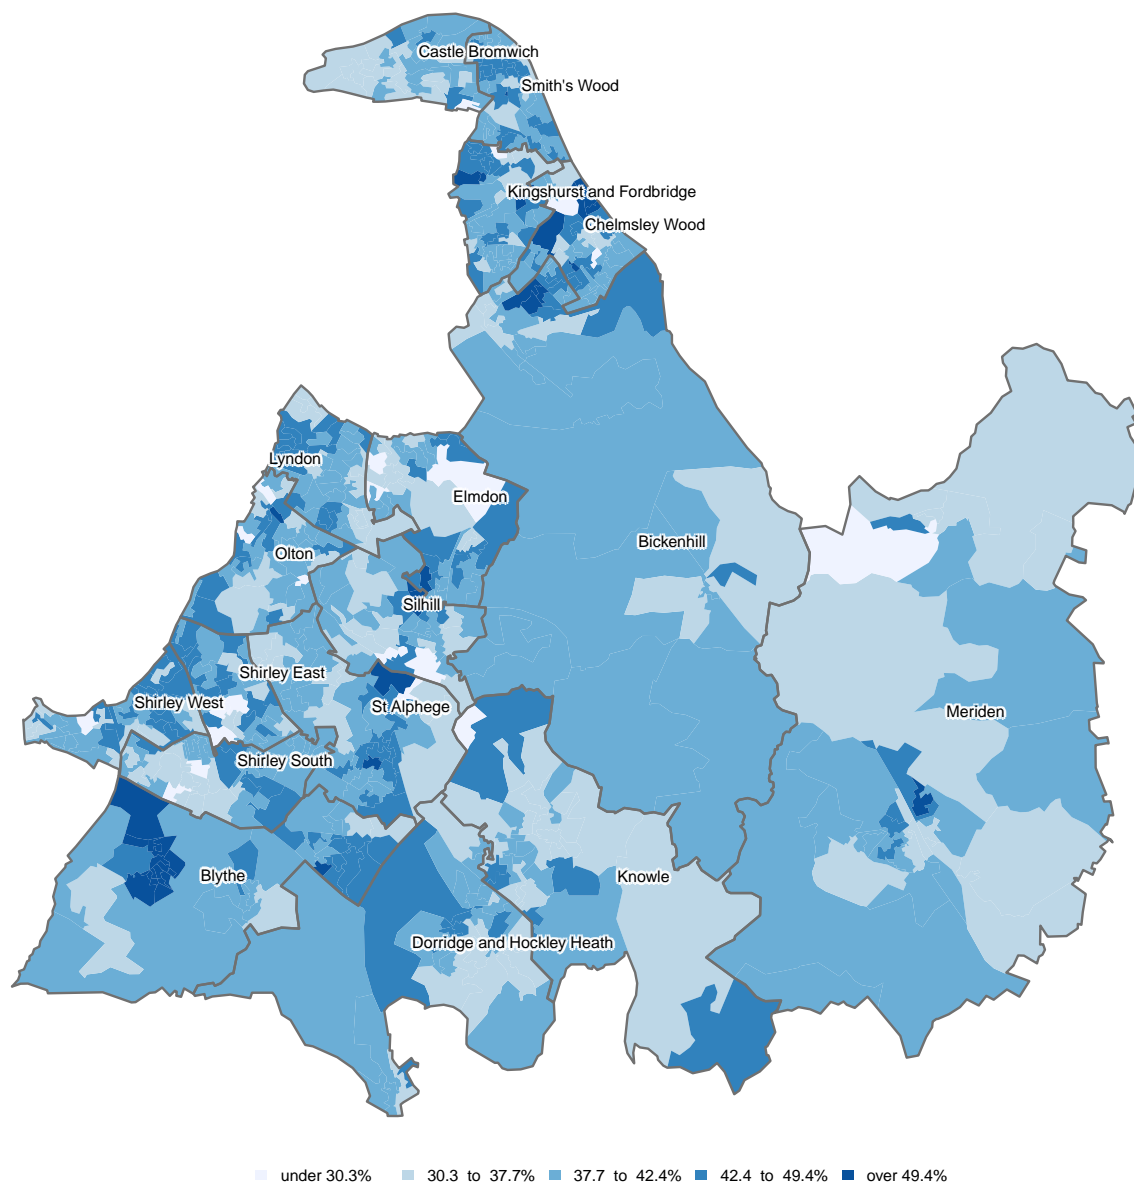 Castle Bromwich
Smith's Wood
Kingshurst and Fordbridge
Chelmsley Wood
Lyndon
Elmdon
Bickenhill
Olton
Silhill
Shirley East
Shirley West
St Alphege
Meriden
Shirley South
Blythe
Knowle
Dorridge and Hockley Heath
under 30.3% 30.3 to 37.7% 37.7 to 42.4% 42.4 to 49.4% over 49.4%